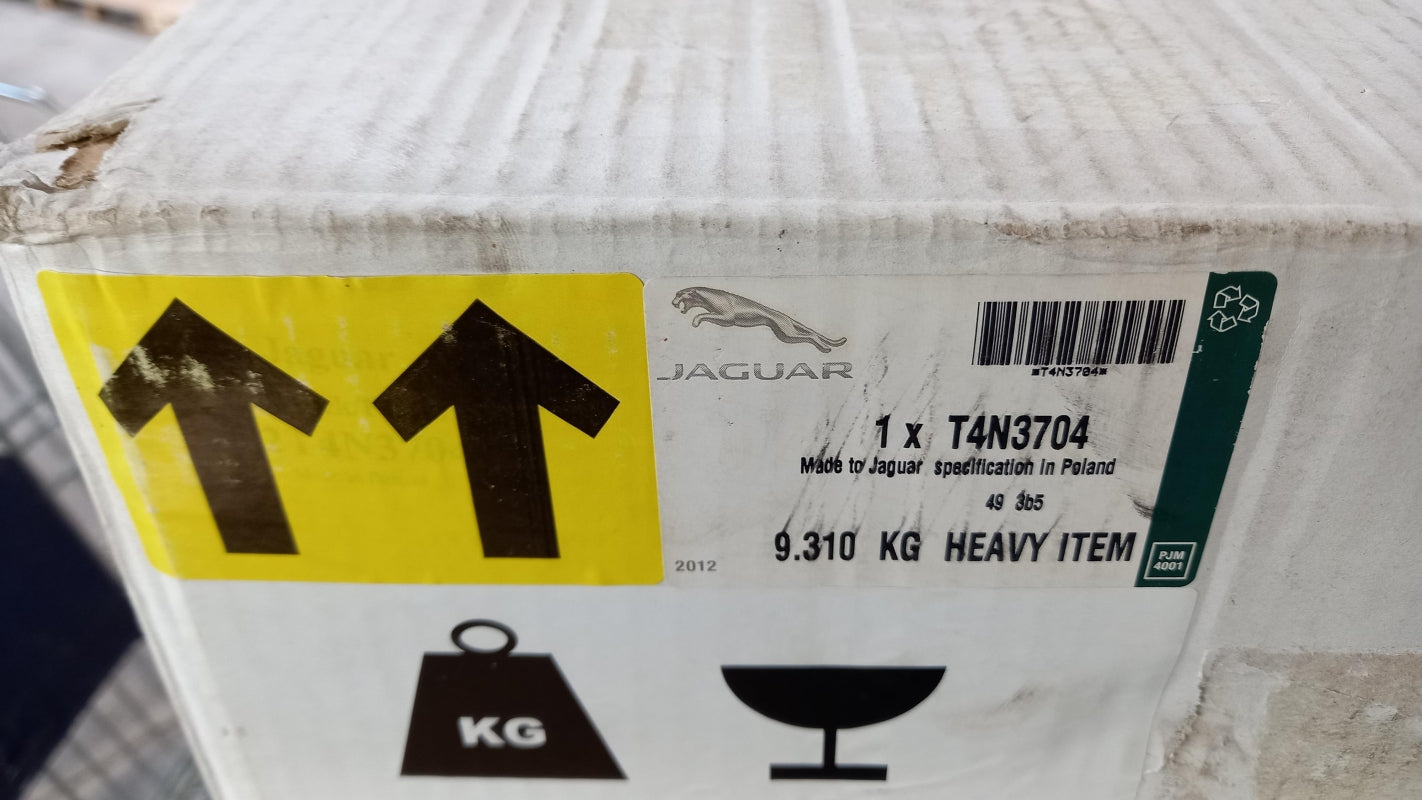 JAGUAR
*T4N3704*
1 x T4N3704
Made to Jaguar specification in Poland
49 3b5
9.310 KG HEAVY ITEM
2012
PJM
4001
KG